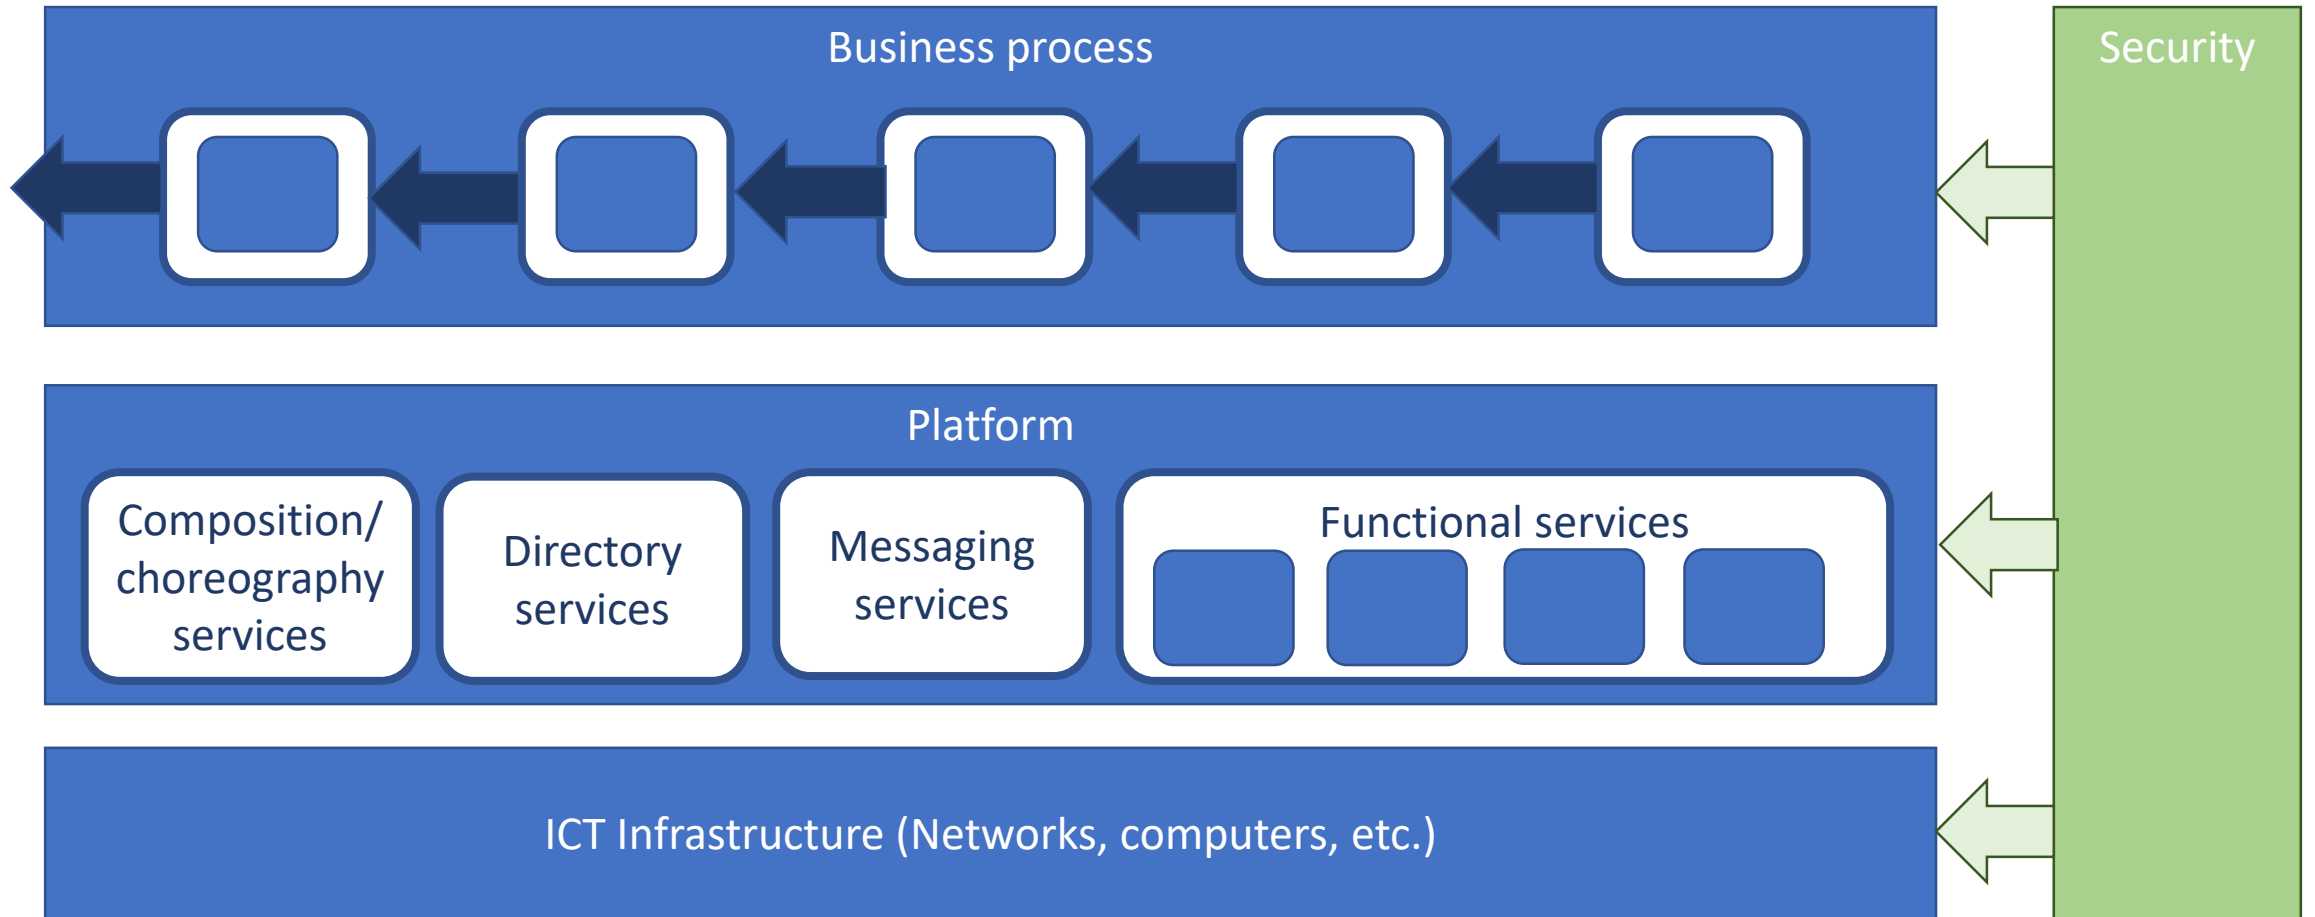 Business process
Security
Platform
Composition/
choreography
services
Directory
services
Messaging
services
Functional services
ICT Infrastructure (Networks, computers, etc.)